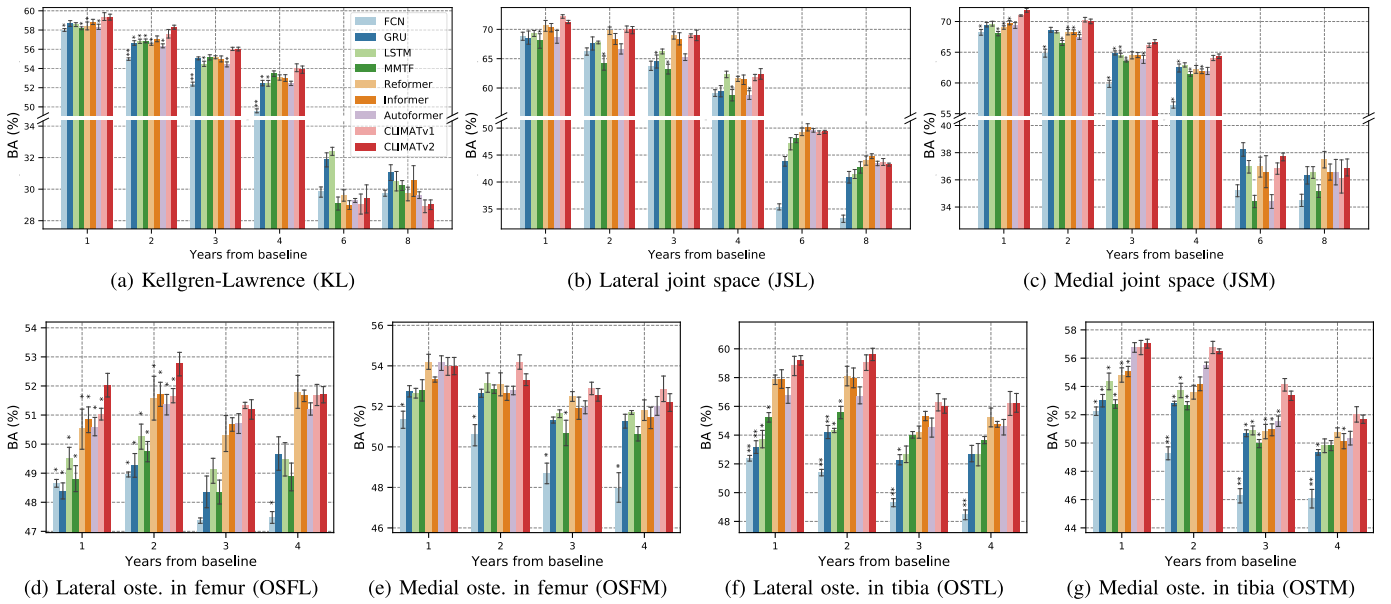 60
58
56
54
52
50
34
32
30
28
BA (%)
1 2 3 4 6 8
Years from baseline
FCN
GRU
LSTM
MMTF
Reformer
Informer
Autoformer
CLIMATv1
CLIMATv2
(a) Kellgren-Lawrence (KL)
70
60
50
45
40
35
BA (%)
1 2 3 4 6 8
Years from baseline
(b) Lateral joint space (JSL)
70
65
60
55
38
36
34
BA (%)
1 2 3 4 6 8
Years from baseline
(c) Medial joint space (JSM)
54
53
52
51
50
49
48
47
BA (%)
1 2 3 4
Years from baseline
(d) Lateral oste. in femur (OSFL)
56
54
52
50
48
46
BA (%)
1 2 3 4
Years from baseline
(e) Medial oste. in femur (OSFM)
60
58
56
54
52
50
48
BA (%)
1 2 3 4
Years from baseline
(f) Lateral oste. in tibia (OSTL)
58
56
54
52
50
48
46
44
BA (%)
1 2 3 4
Years from baseline
(g) Medial oste. in tibia (OSTM)